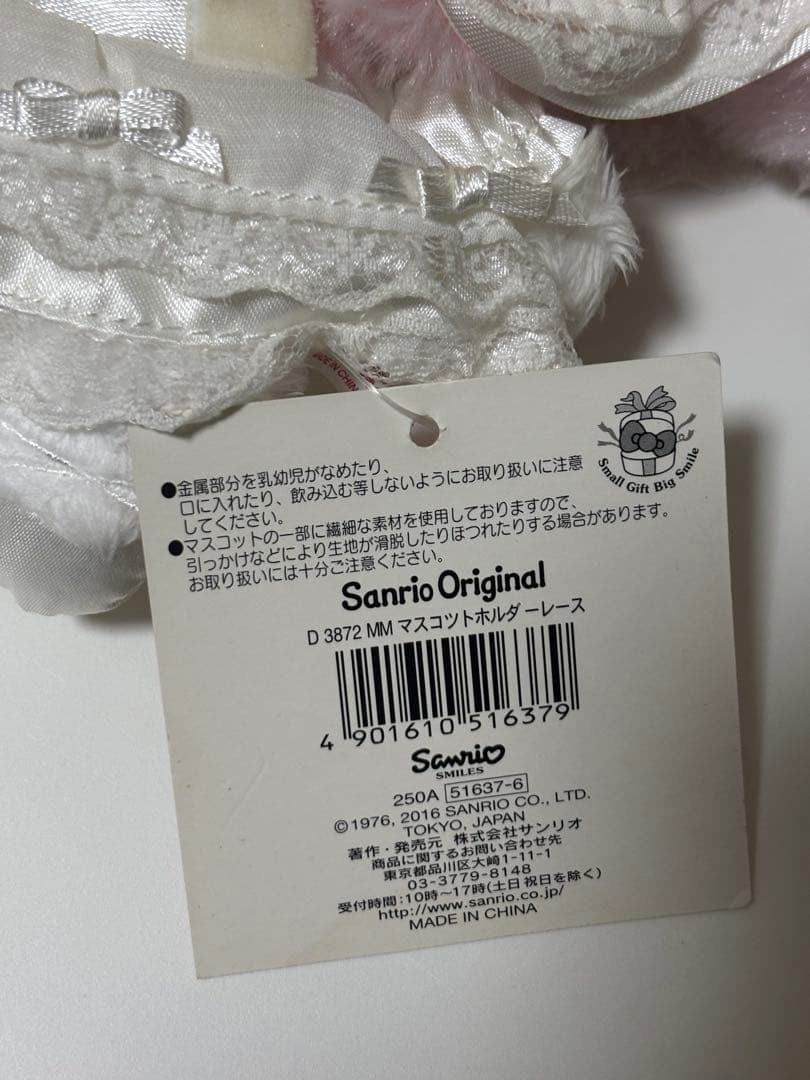 MADE IN CHINA
●金属部分を乳幼児がなめたり、
口に入れたり、飲み込む等しないようにお取り扱いに注意
してください。
●マスコットの一部に繊細な素材を使用しておりますので、
引っかけなどにより生地が滑脱したりほつれたりする場合があります。
お取り扱いには十分ご注意ください。
Small Gift Big Smile
Sanrio Original
D 3872 MM マスコツトホルダーレース
4 901610 516379
Sanrio
SMILES
250A 51637-6
©1976, 2016 SANRIO CO., LTD.
TOKYO, JAPAN
著作・発売元 株式会社サンリオ
商品に関するお問い合わせ先
東京都品川区大崎1-11-1
03-3779-8148
受付時間:10時〜17時(土日祝日を除く)
http://www.sanrio.co.jp/
MADE IN CHINA